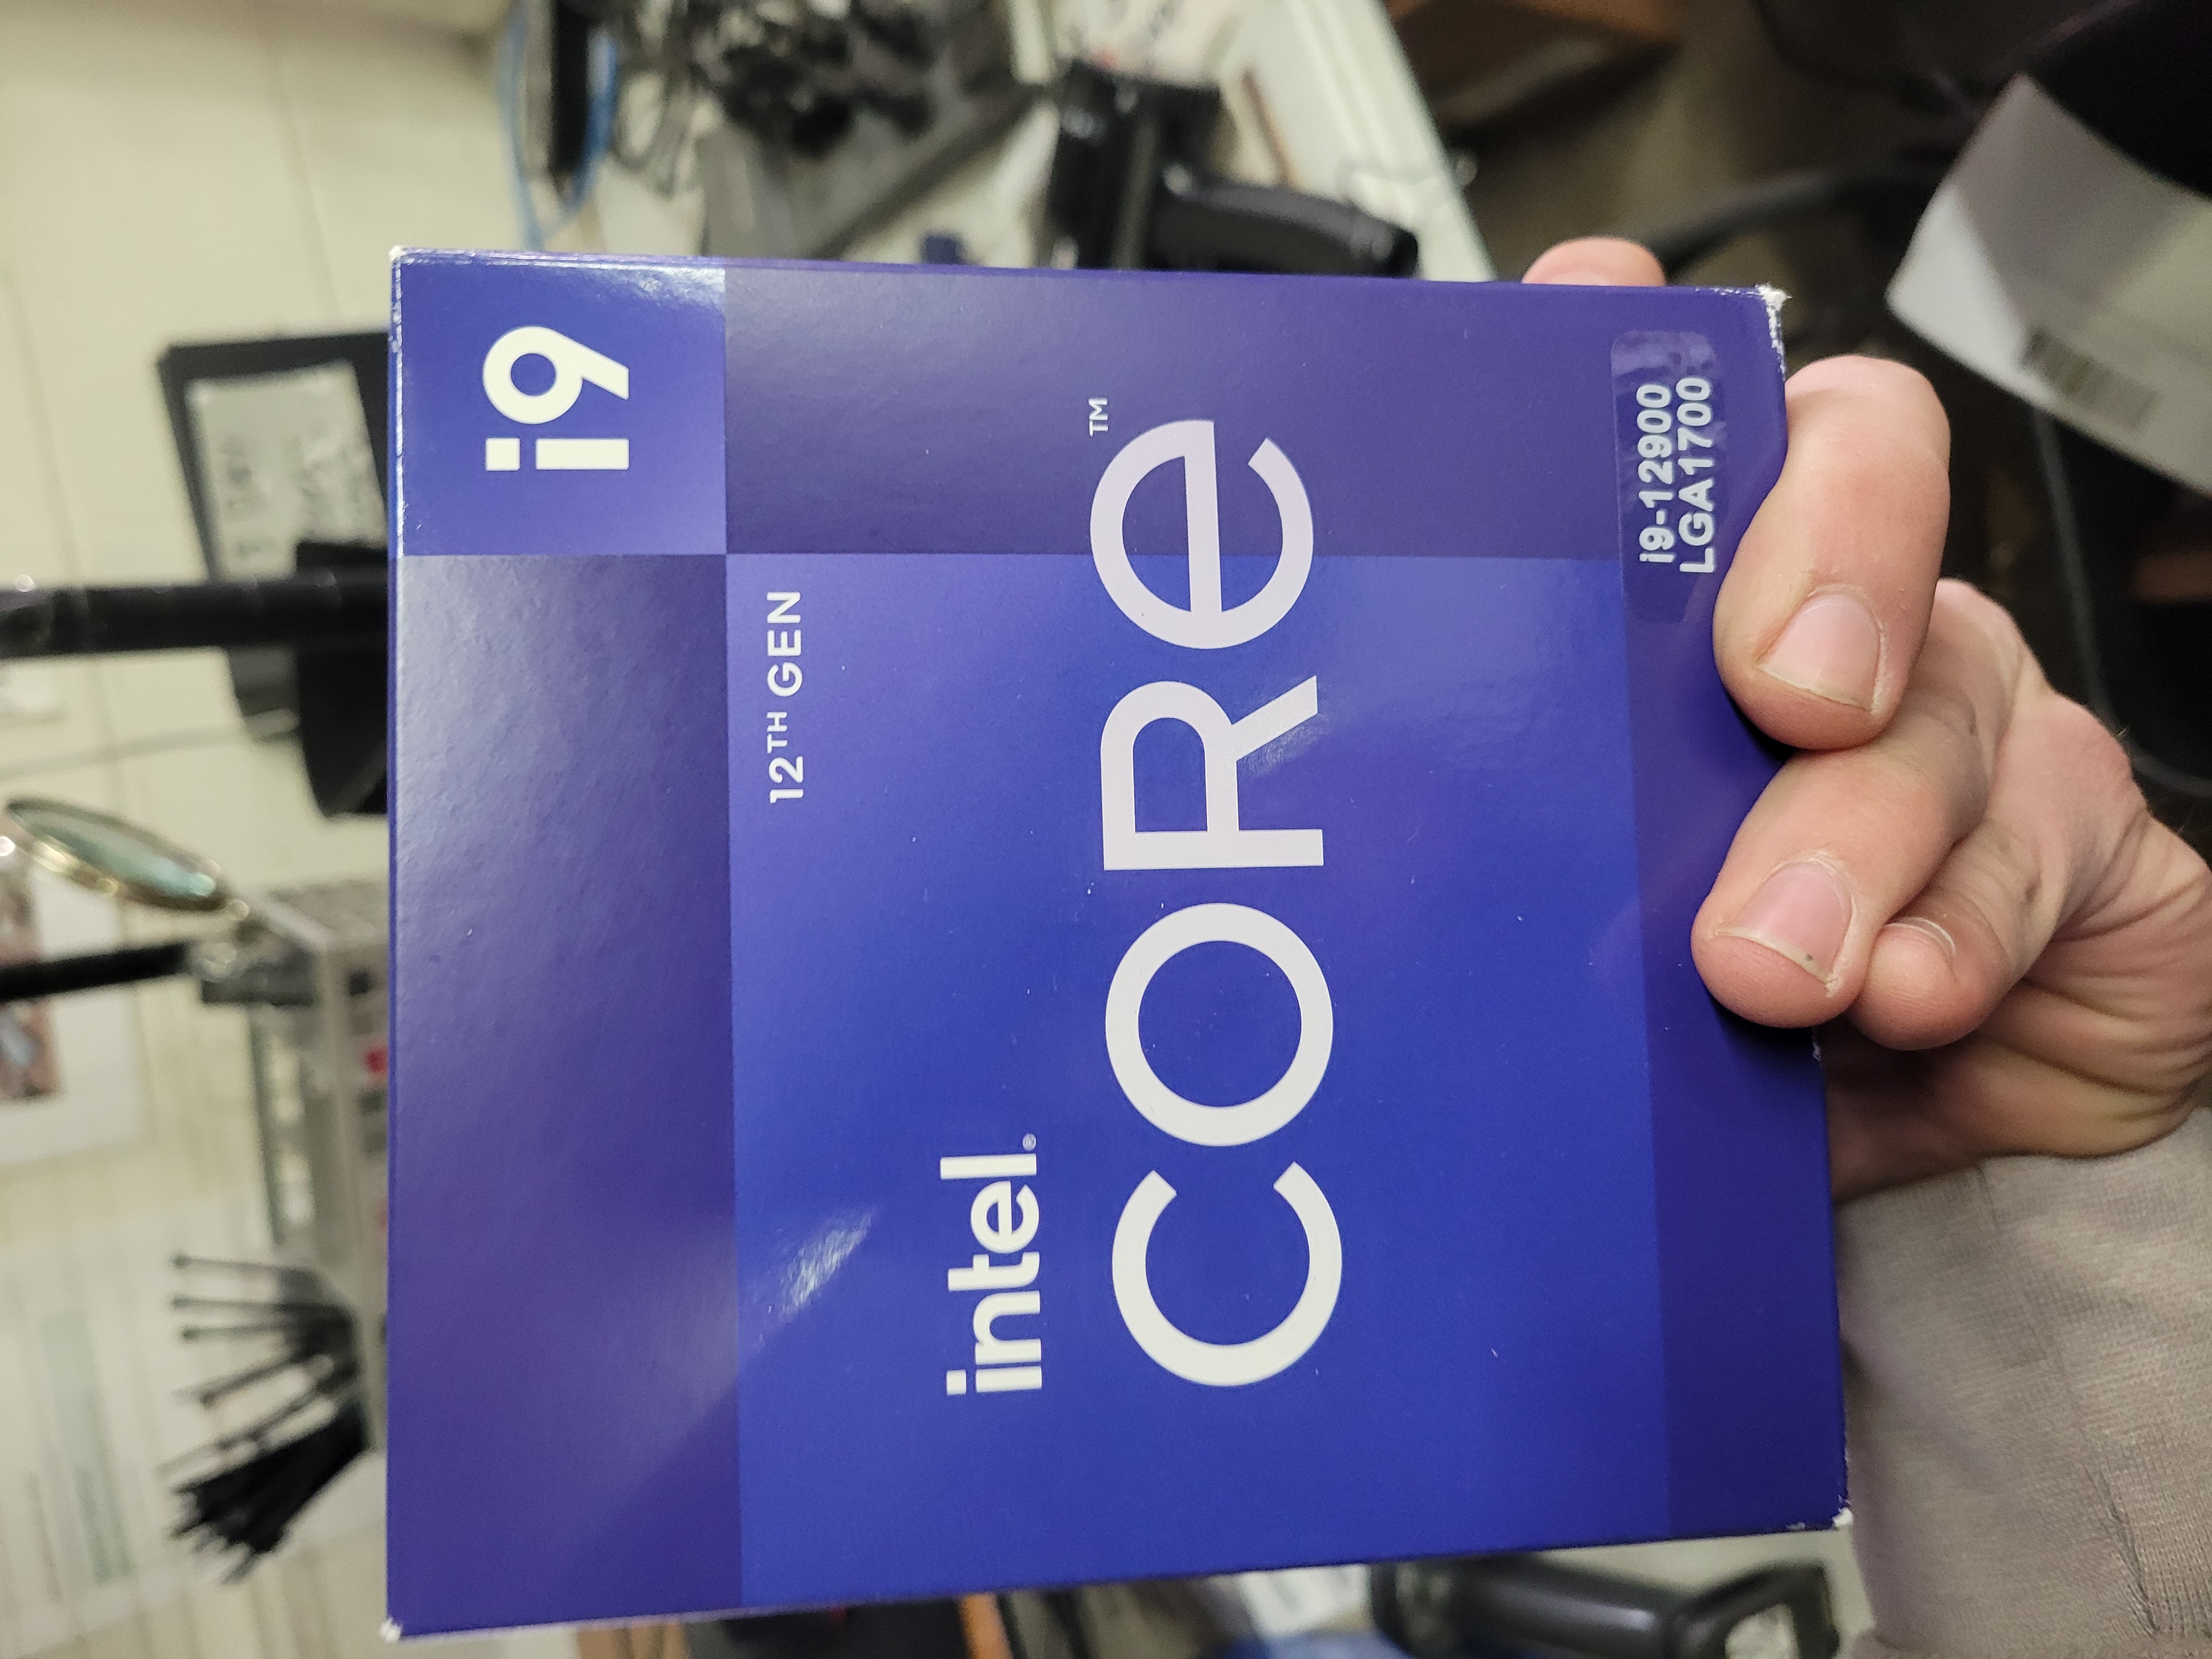 i9
12TH GEN
intel®
CORe™
i9-12900
LGA1700